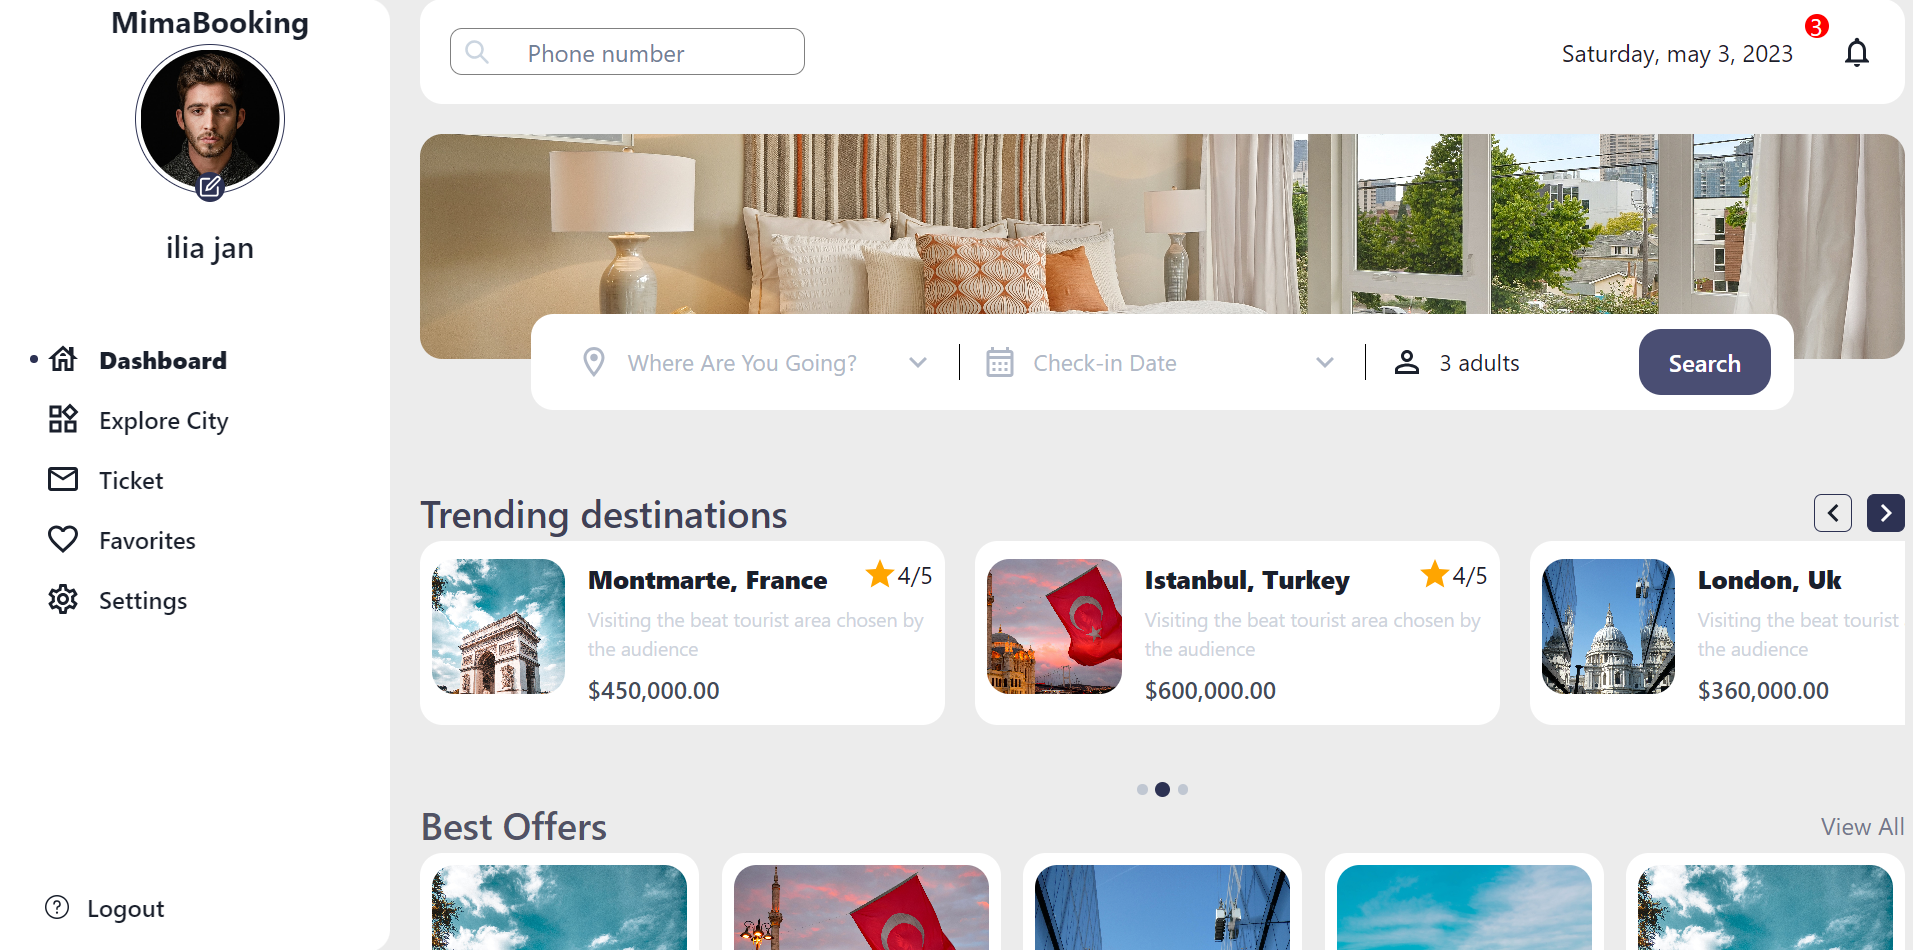 MimaBooking
ilia jan
Dashboard
Explore City
Ticket
Favorites
Settings
Logout
Phone number
Saturday, may 3, 2023
3
Where Are You Going?
Check-in Date
3 adults
Search
Trending destinations
Montmarte, France
4/5
Visiting the beat tourist area chosen by
the audience
$450,000.00
Istanbul, Turkey
4/5
Visiting the beat tourist area chosen by
the audience
$600,000.00
London, Uk
Visiting the beat tourist
the audience
$360,000.00
Best Offers
View All